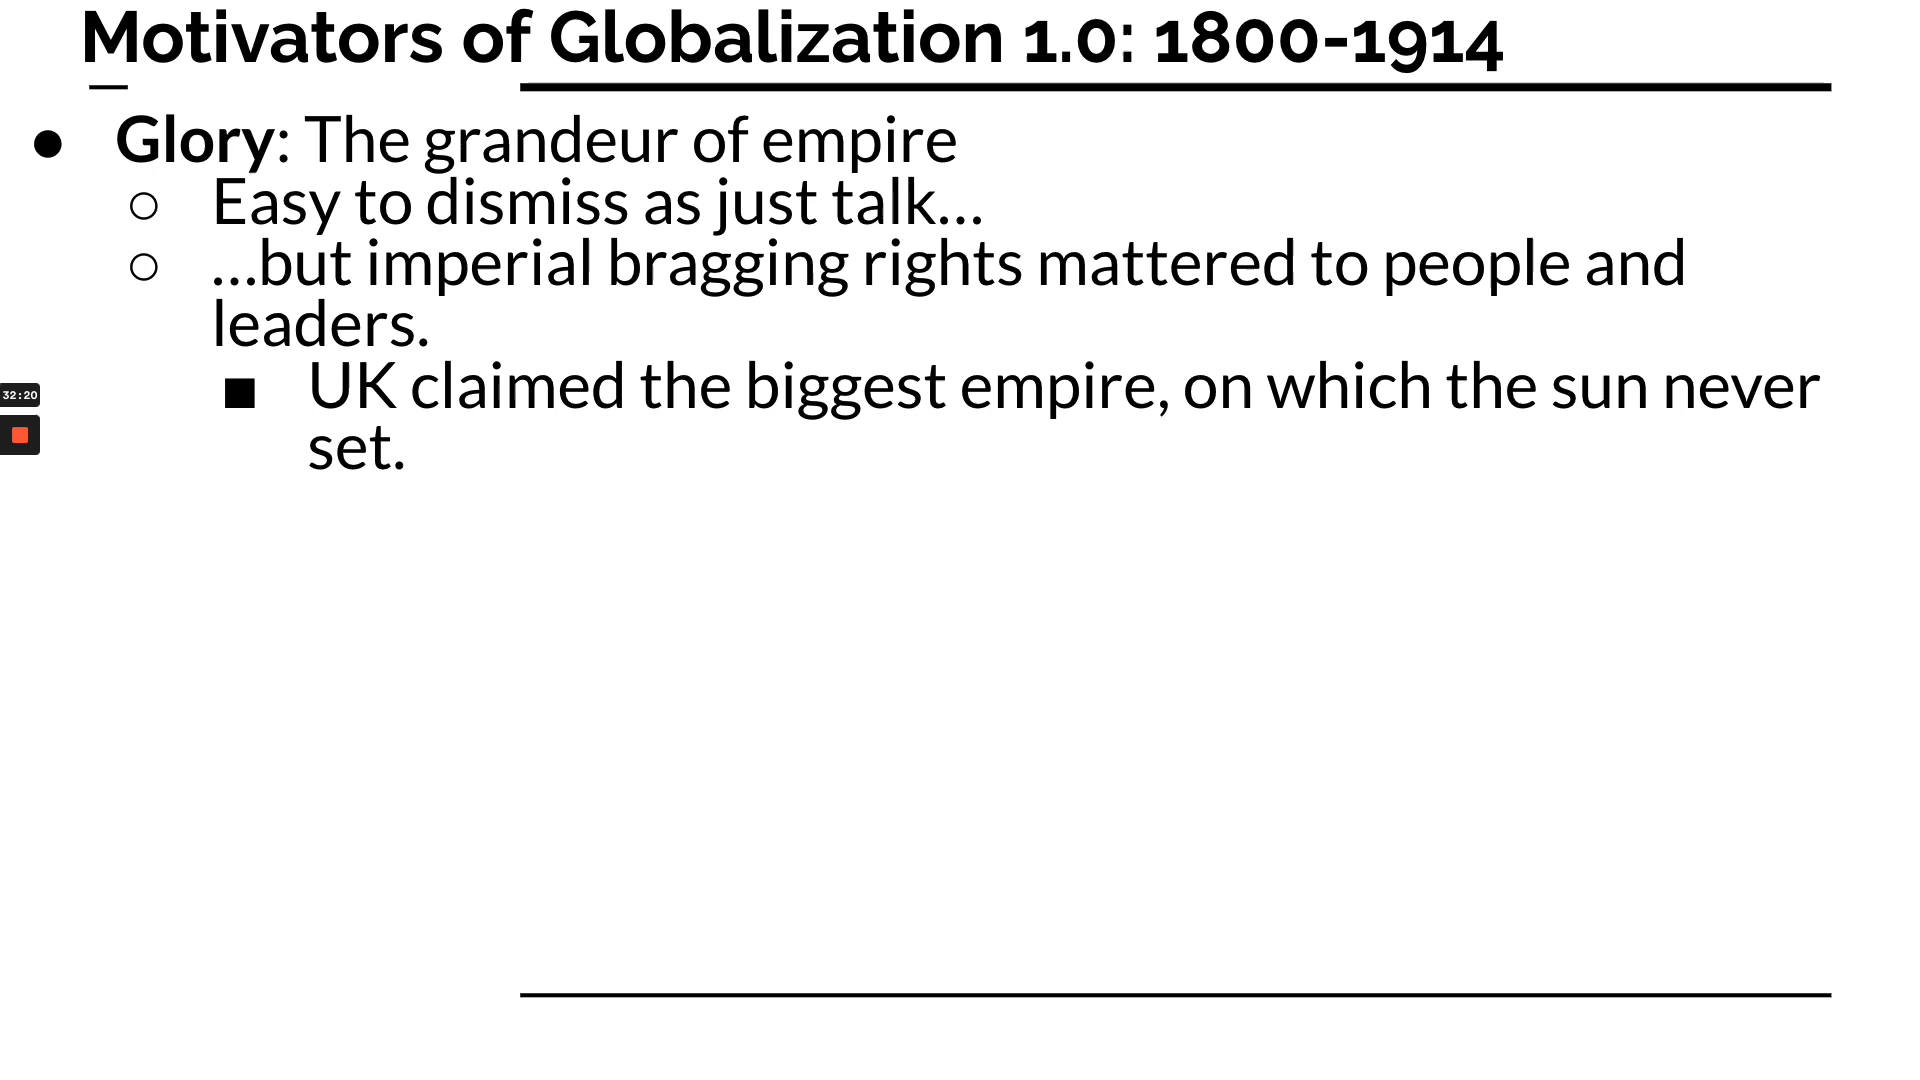 Motivators of Globalization 1.0: 1800-1914
● Glory: The grandeur of empire
○ Easy to dismiss as just talk…
○ …but imperial bragging rights mattered to people and
leaders.
■ UK claimed the biggest empire, on which the sun never
set.
32:20